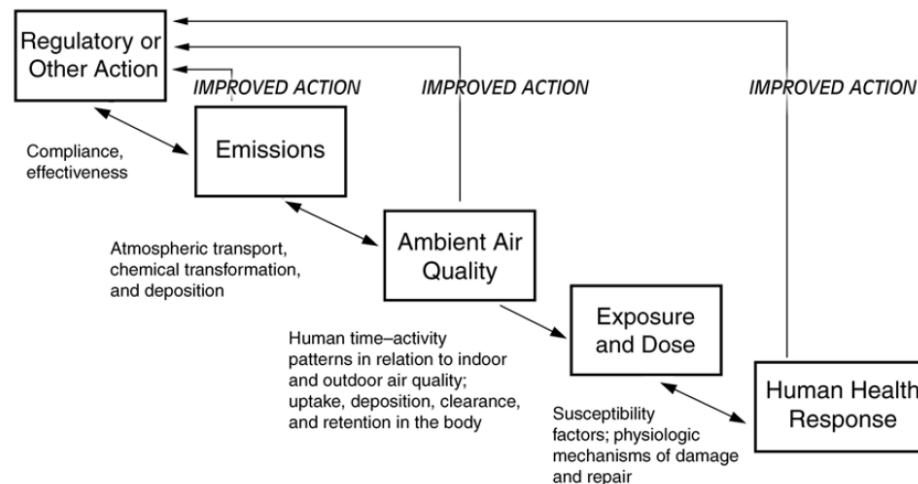 Regulatory or
Other Action
IMPROVED ACTION
IMPROVED ACTION
IMPROVED ACTION
Compliance,
effectiveness
Emissions
Atmospheric transport,
chemical transformation,
and deposition
Ambient Air
Quality
Human time–activity
patterns in relation to indoor
and outdoor air quality;
uptake, deposition, clearance,
and retention in the body
Exposure
and Dose
Susceptibility
factors; physiologic
mechanisms of damage
and repair
Human Health
Response